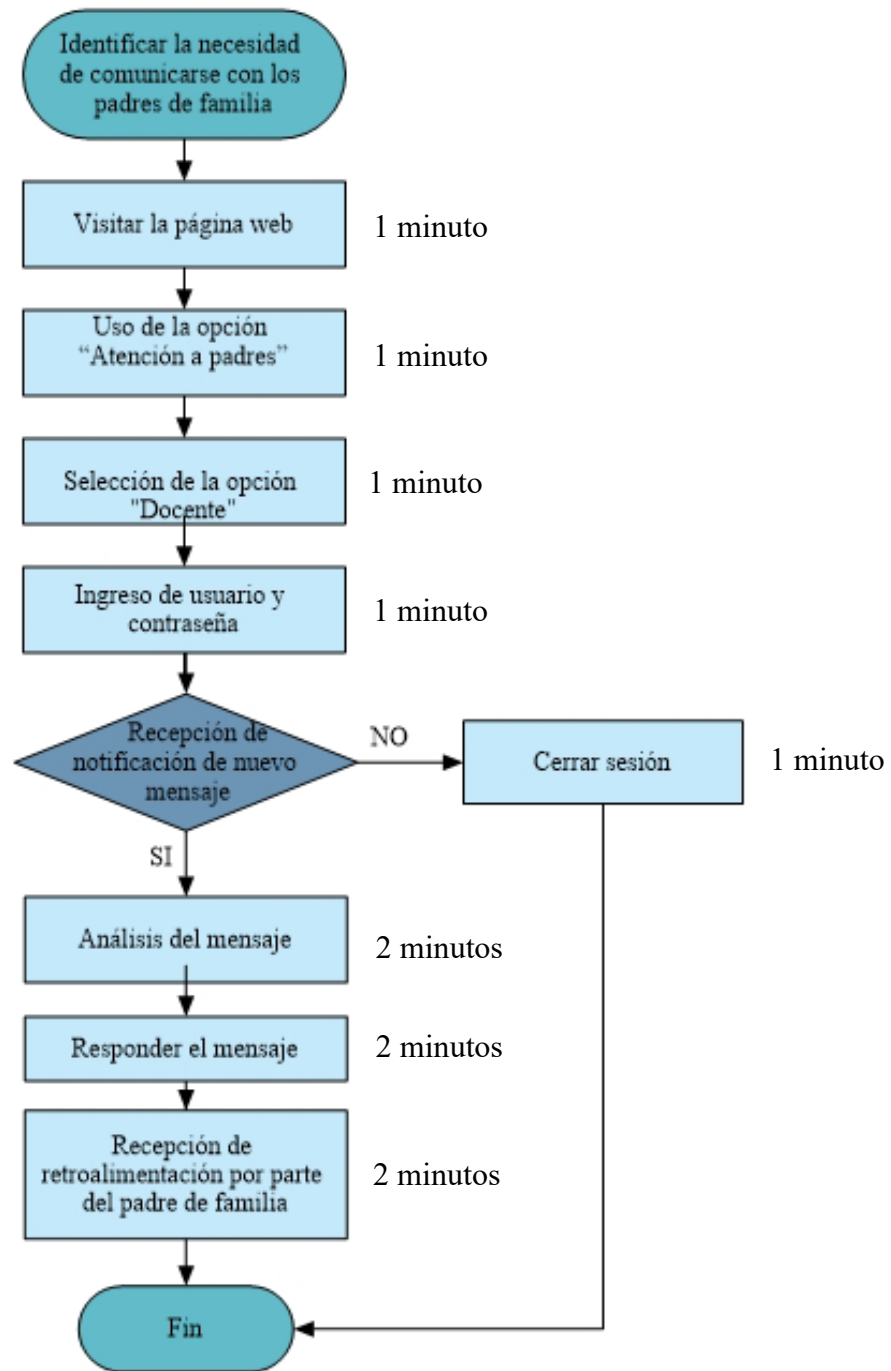 Identificar la necesidad
de comunicarse con los
padres de familia
Visitar la página web
1 minuto
Uso de la opción
“Atención a padres”
1 minuto
Selección de la opción
"Docente"
1 minuto
Ingreso de usuario y
contraseña
1 minuto
Recepción de
notificación de nuevo
mensaje
NO
Cerrar sesión
1 minuto
SI
Análisis del mensaje
2 minutos
Responder el mensaje
2 minutos
Recepción de
retroalimentación por parte
del padre de familia
2 minutos
Fin